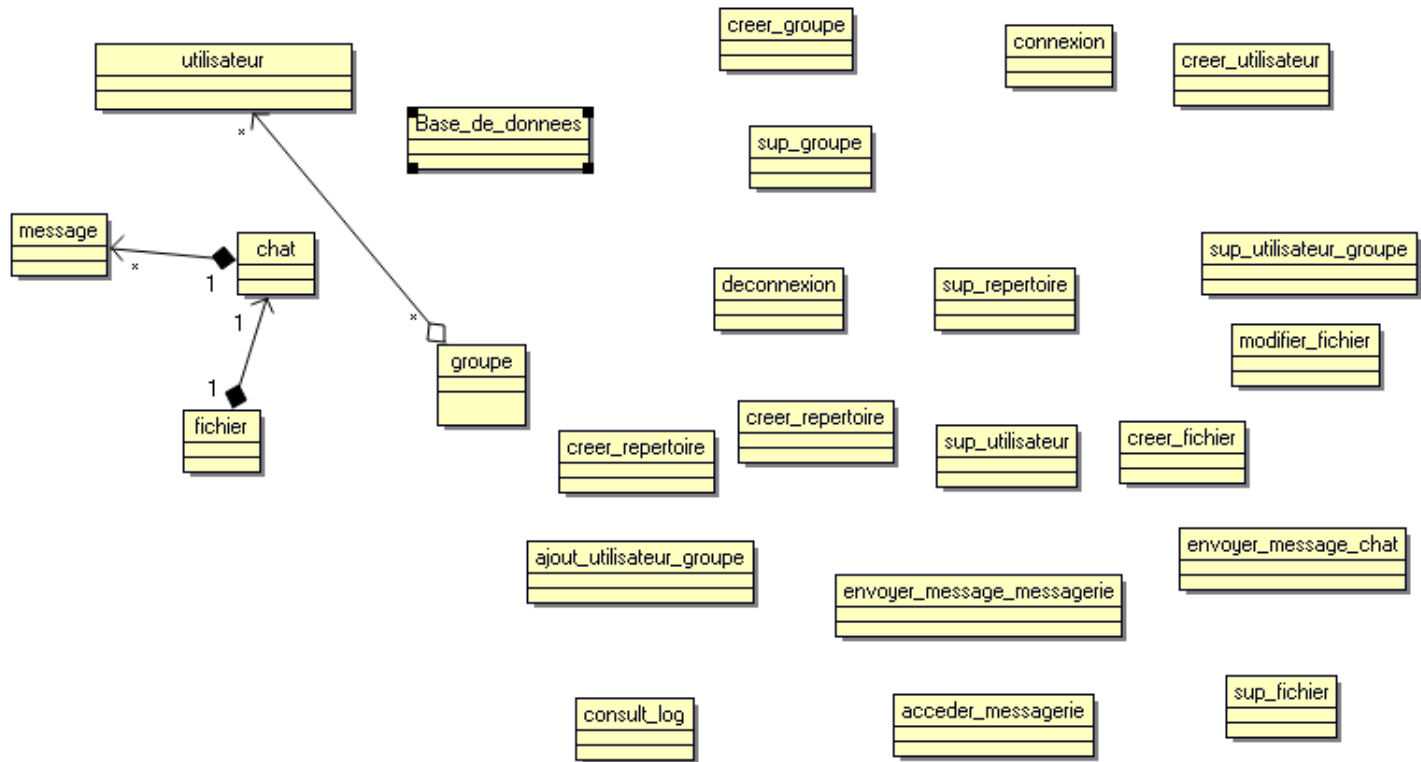 creer_groupe
connexion
utilisateur
creer_utilisateur
Base_de_donnees
*
sup_groupe
message
chat
*
1
sup_utilisateur_groupe
deconnexion
sup_repertoire
1
*
modifier_fichier
groupe
1
fichier
creer_repertoire
creer_repertoire
sup_utilisateur
creer_fichier
ajout_utilisateur_groupe
envoyer_message_chat
envoyer_message_messagerie
consult_log
acceder_messagerie
sup_fichier